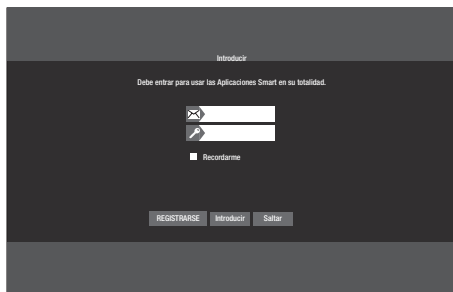 Introducir
Debe entrar para usar las Aplicaciones Smart en su totalidad.
Recordarme
REGISTRARSE Introducir Saltar